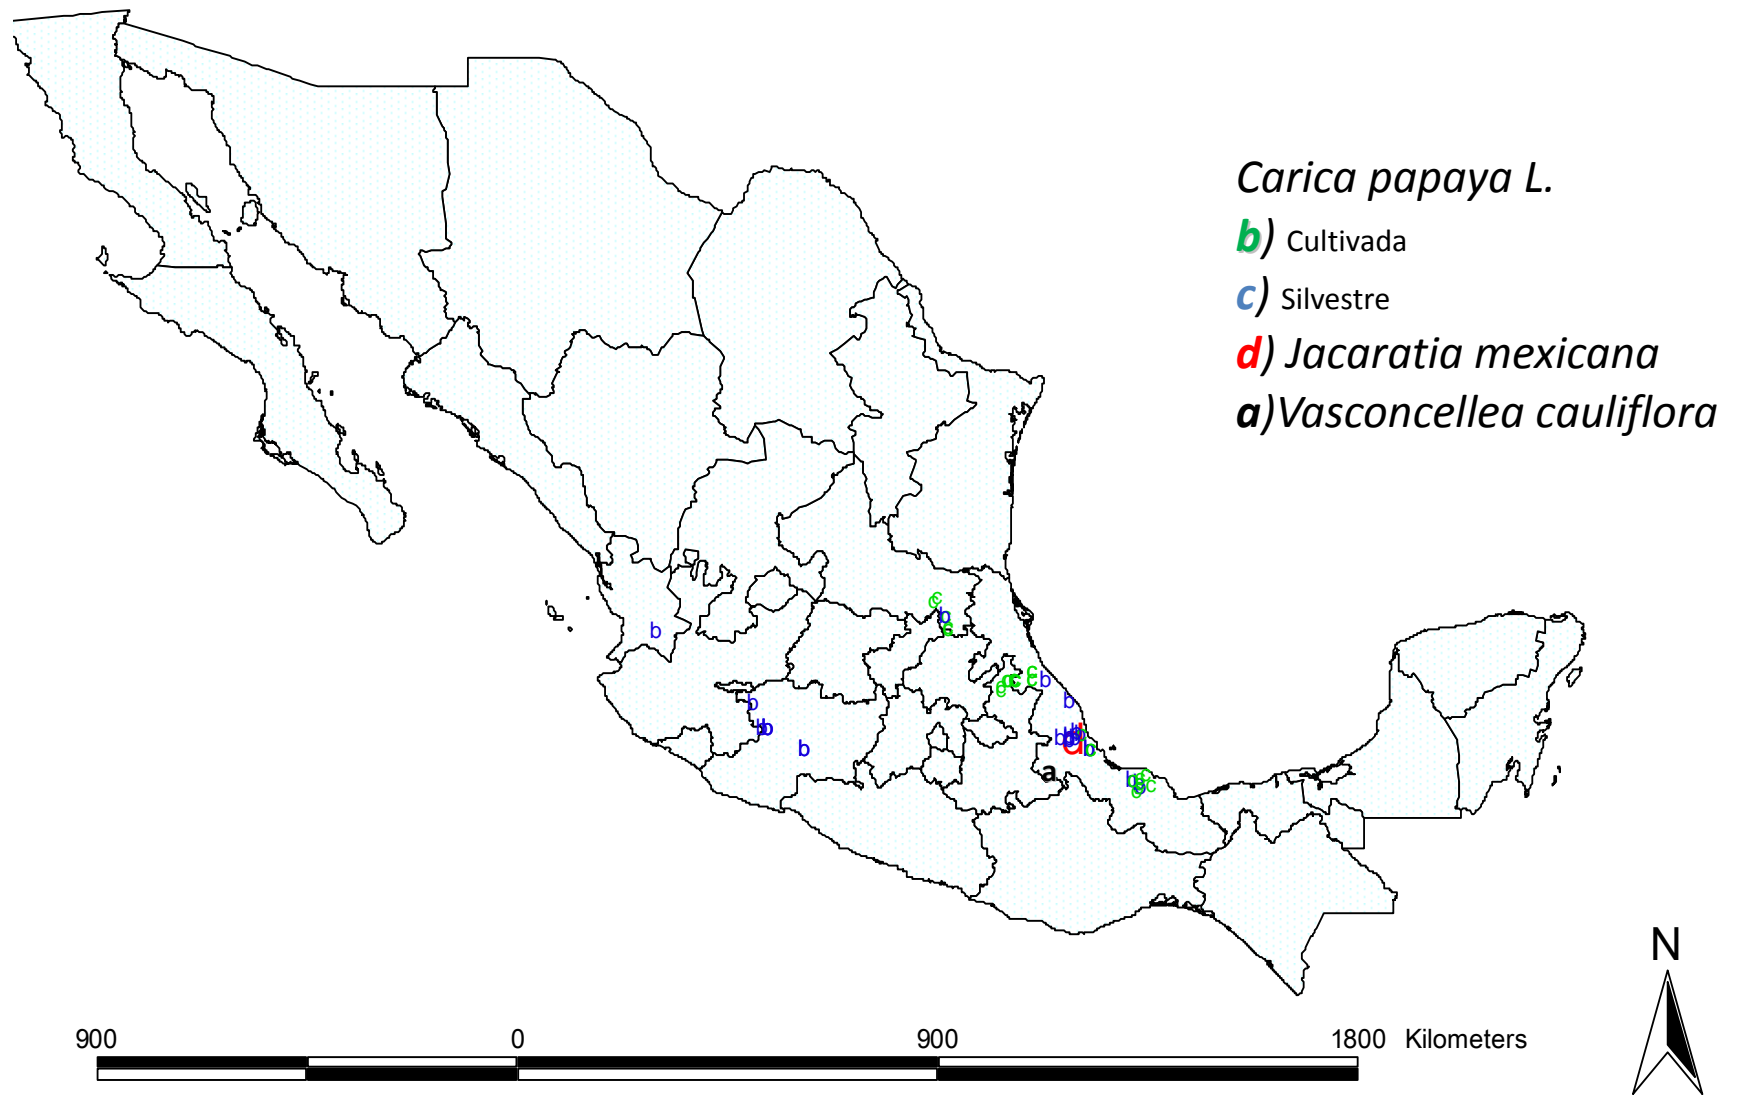 Carica papaya L.
b) Cultivada
c) Silvestre
d) Jacaratia mexicana
a)Vasconcellea cauliflora
c
c
b
c
b
c
c
c
c
c
c
b
b
b
b
b
b
b
b
d
b
a
b
c
c
c
N
900 0 900 1800 Kilometers